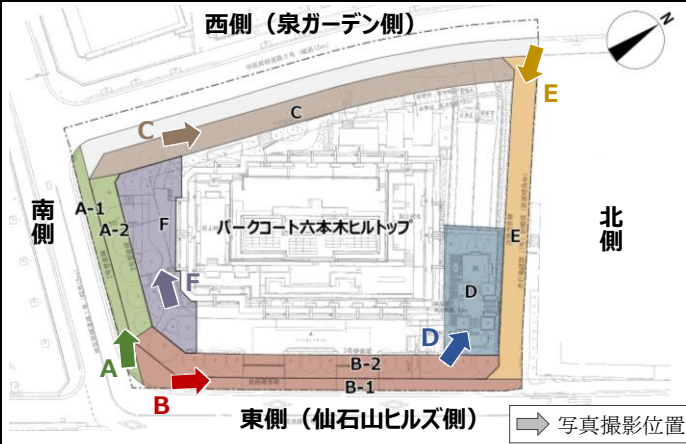 西側（泉ガーデン側）
N
E
C
C
A-1
A-2
F
南側
パークコート六本木ヒルトップ
北側
E
D
F
D
A
B
B-2
B-1
東側（仙石山ヒルズ側）
写真撮影位置